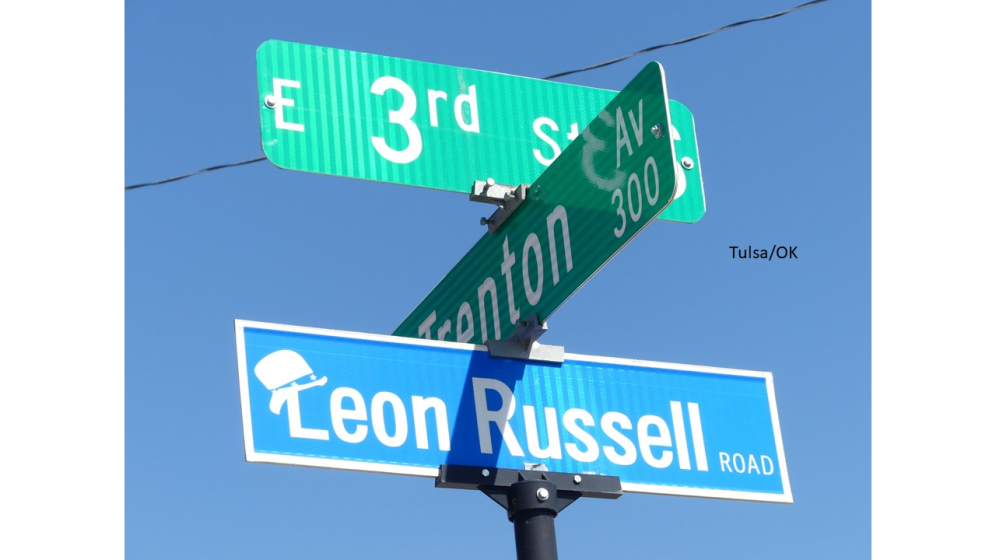 E 3rd St
Trenton Av
300
Tulsa/OK
Leon Russell ROAD